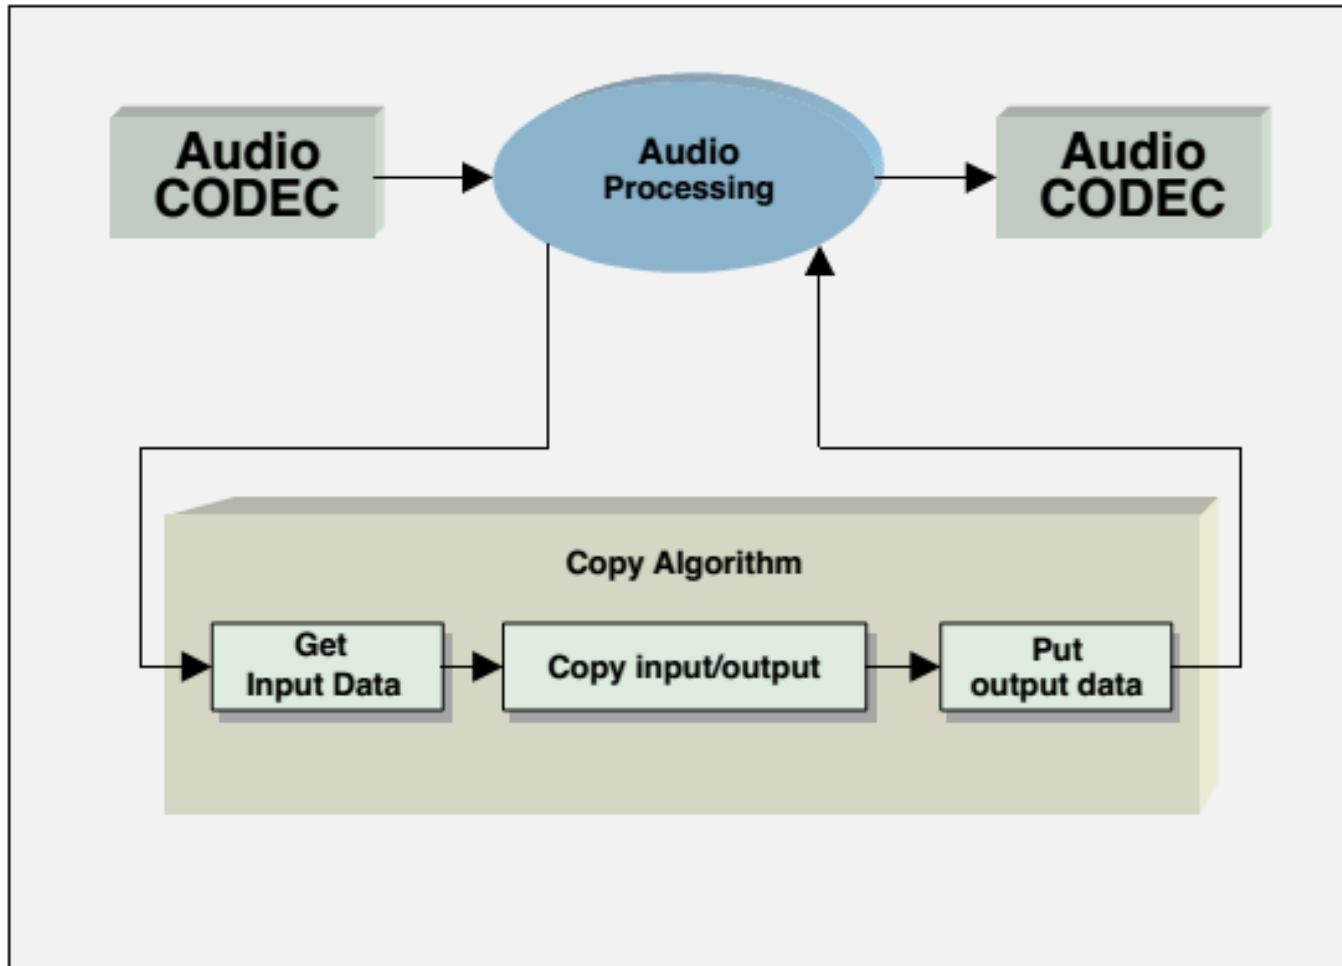 Audio
CODEC
Audio
Processing
Audio
CODEC
Copy Algorithm
Get
Input Data
Copy input/output
Put
output data